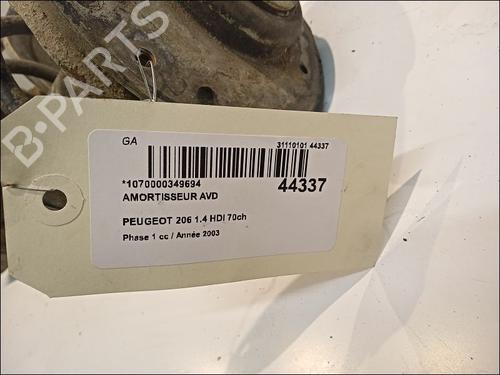 B-PARTS
GA
31110101 44337
*1070000349694
44337
AMORTISSEUR AVD
PEUGEOT 206 1.4 HDI 70ch
Phase 1 cc / Année 2003